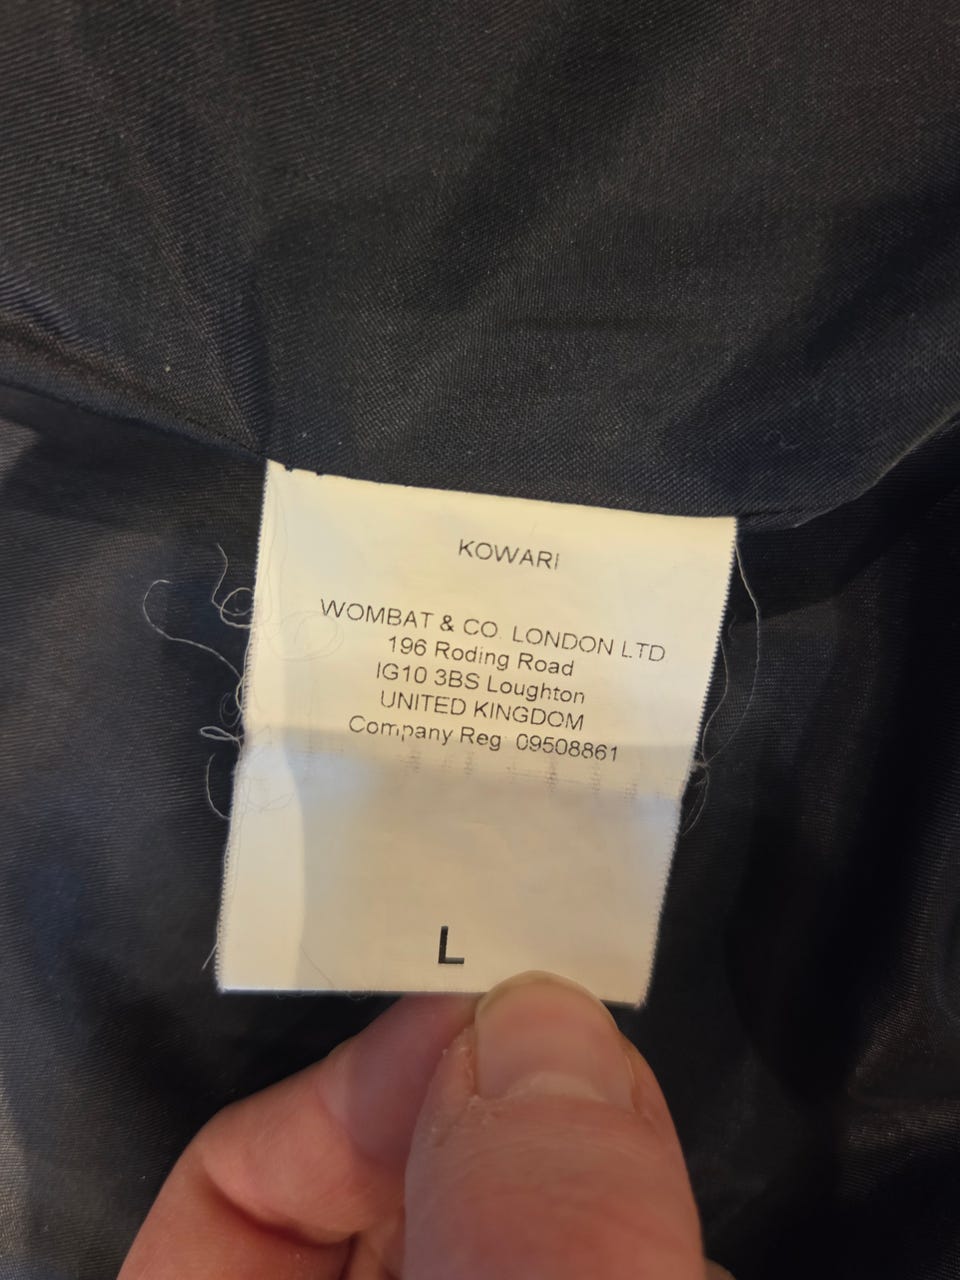 KOWARI
WOMBAT & CO. LONDON LTD
196 Roding Road
IG10 3BS Loughton
UNITED KINGDOM
Company Reg 09508861
L